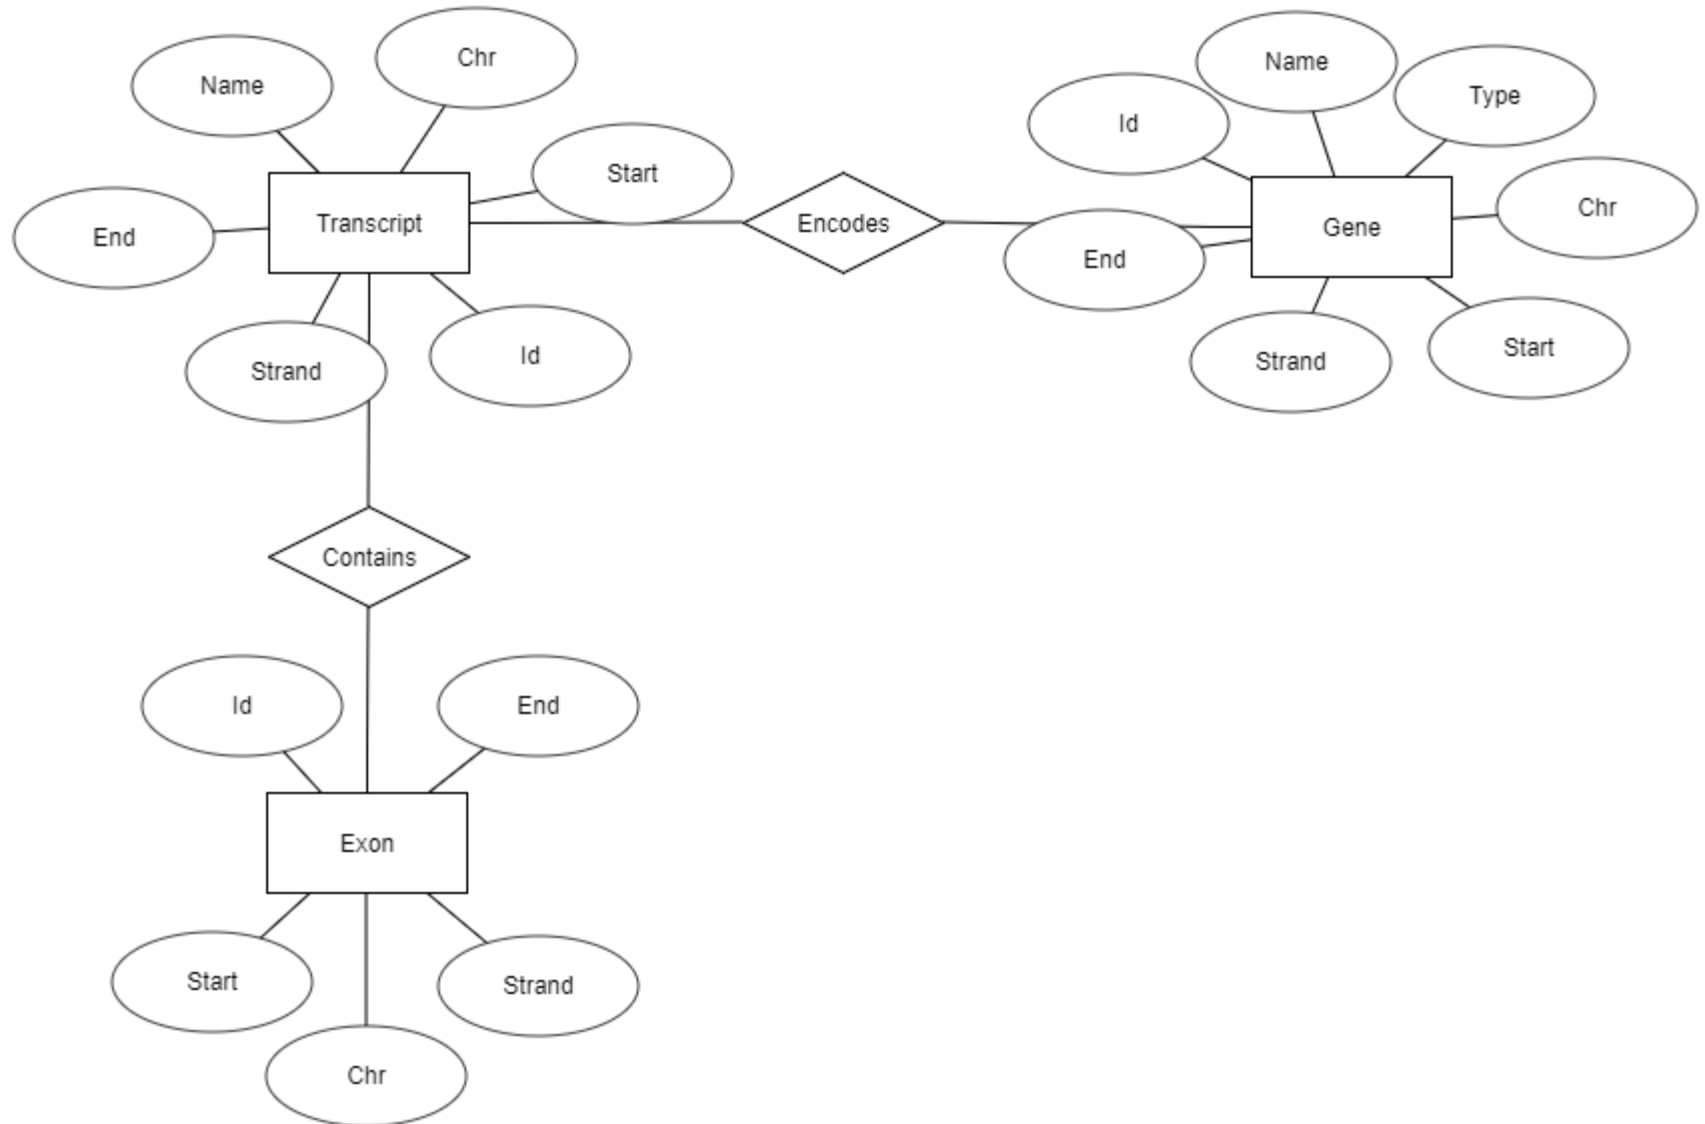 Name
Chr
Start
Transcript
End
Strand
Id
Encodes
Id
Name
Type
Chr
Gene
End
Strand
Start
Contains
Id
End
Exon
Start
Strand
Chr